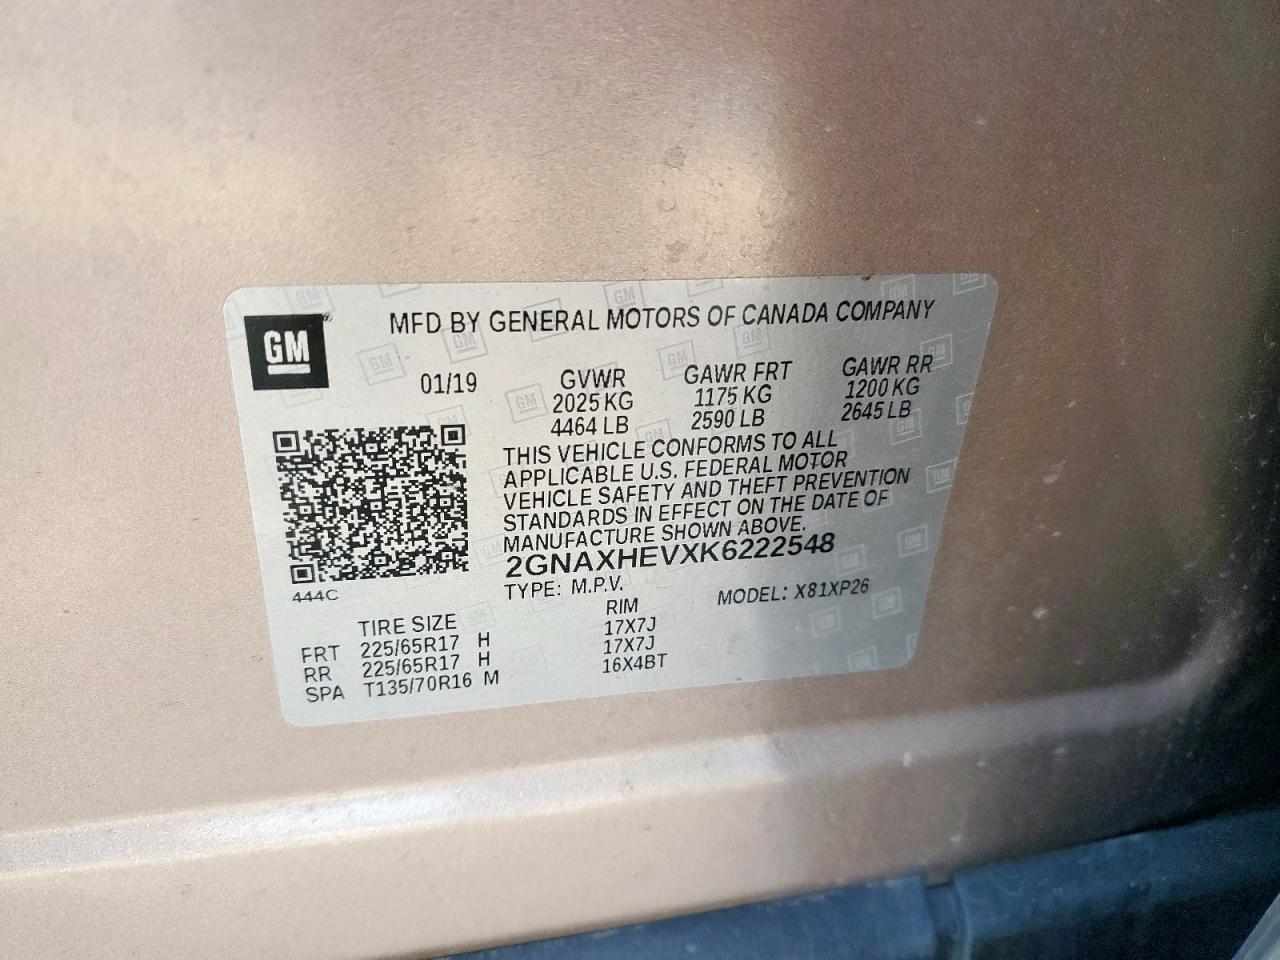 GM
MFD BY GENERAL MOTORS OF CANADA COMPANY
01/19
GVWR GAWR FRT GAWR RR
2025 KG 1175 KG 1200 KG
4464 LB 2590 LB 2645 LB
THIS VEHICLE CONFORMS TO ALL
APPLICABLE U.S. FEDERAL MOTOR
VEHICLE SAFETY AND THEFT PREVENTION
STANDARDS IN EFFECT ON THE DATE OF
MANUFACTURE SHOWN ABOVE.
2GNAXHEVXK6222548
TYPE: M.P.V. MODEL: X81XP26
444C
TIRE SIZE RIM
FRT 225/65R17 H 17X7J
RR 225/65R17 H 17X7J
SPA T135/70R16 M 16X4BT